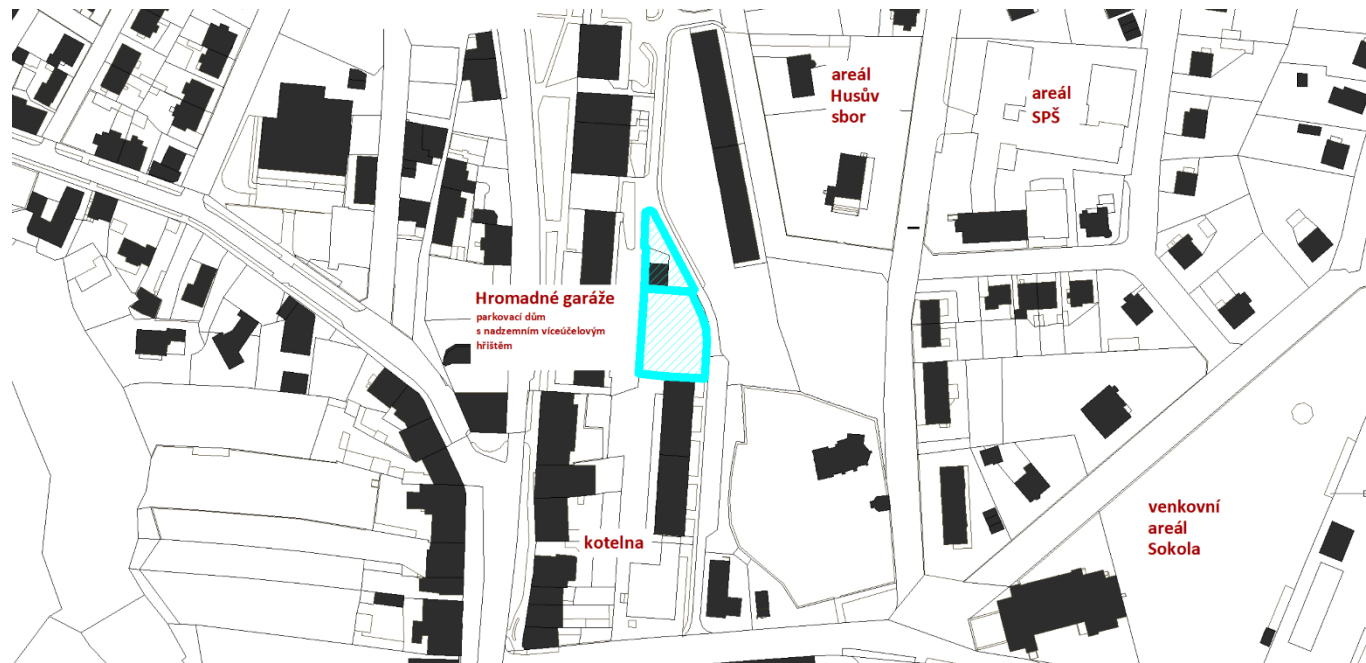 areál
Husův
sbor
areál
SPŠ
Hromadné garáže
parkovací dům
s nadzemním víceúčelovým
hřištěm
kotelna
venkovní
areál
Sokola